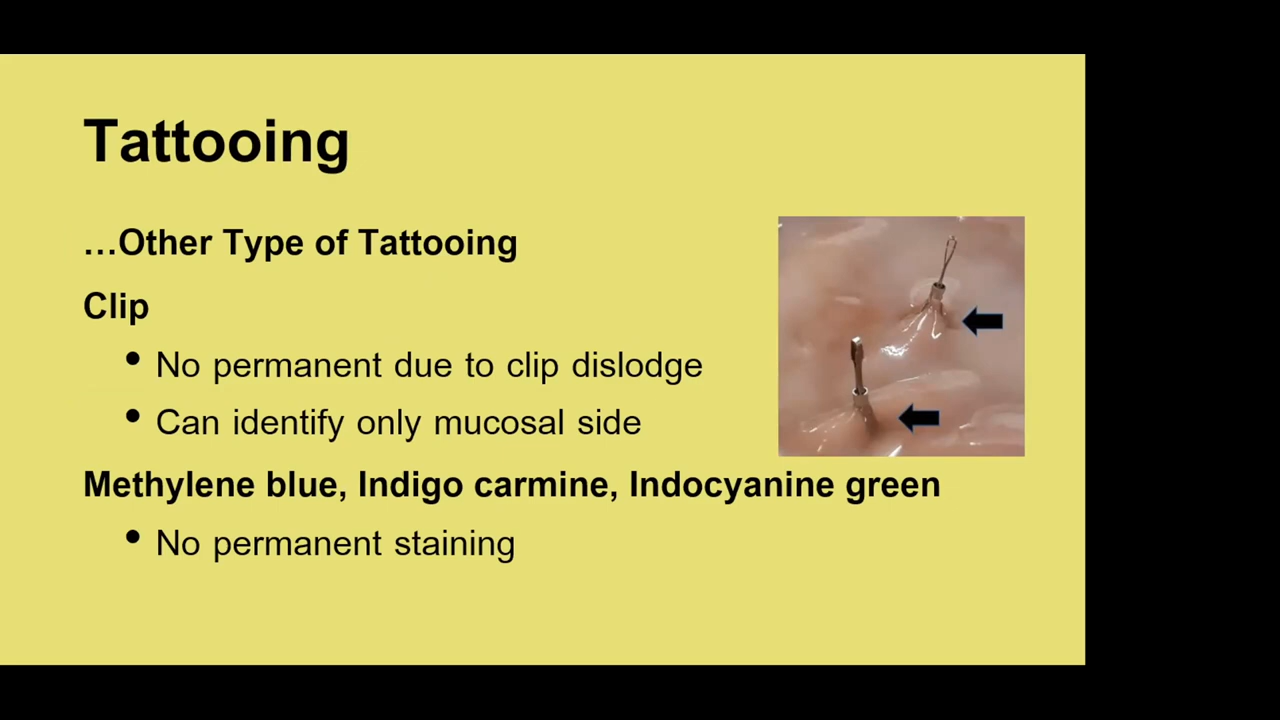 Tattooing
…Other Type of Tattooing
Clip
• No permanent due to clip dislodge
• Can identify only mucosal side
Methylene blue, Indigo carmine, Indocyanine green
• No permanent staining